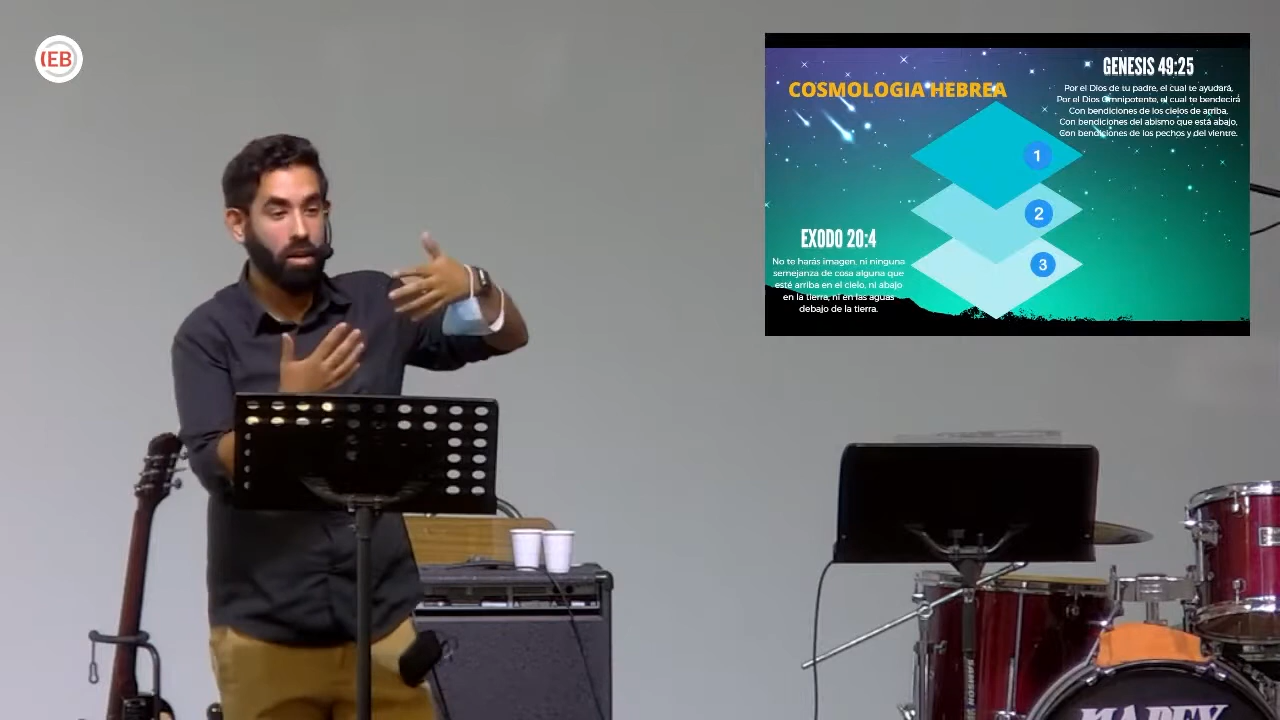 (EB
COSMOLOGIA HEBREA
GENESIS 49:25
Por el Dios de tu padre, el cual te ayudará,
Por el Dios Omnipotente, el cual te bendecirá
Con bendiciones de los cielos de arriba,
Con bendiciones del abismo que está abajo,
Con bendiciones de los pechos y del vientre.
1
2
3
EXODO 20:4
No te harás imagen, ni ninguna
semejanza de cosa alguna que
esté arriba en el cielo, ni abajo
en la tierra, ni en las aguas
debajo de la tierra.
SAMSON
MAPEX